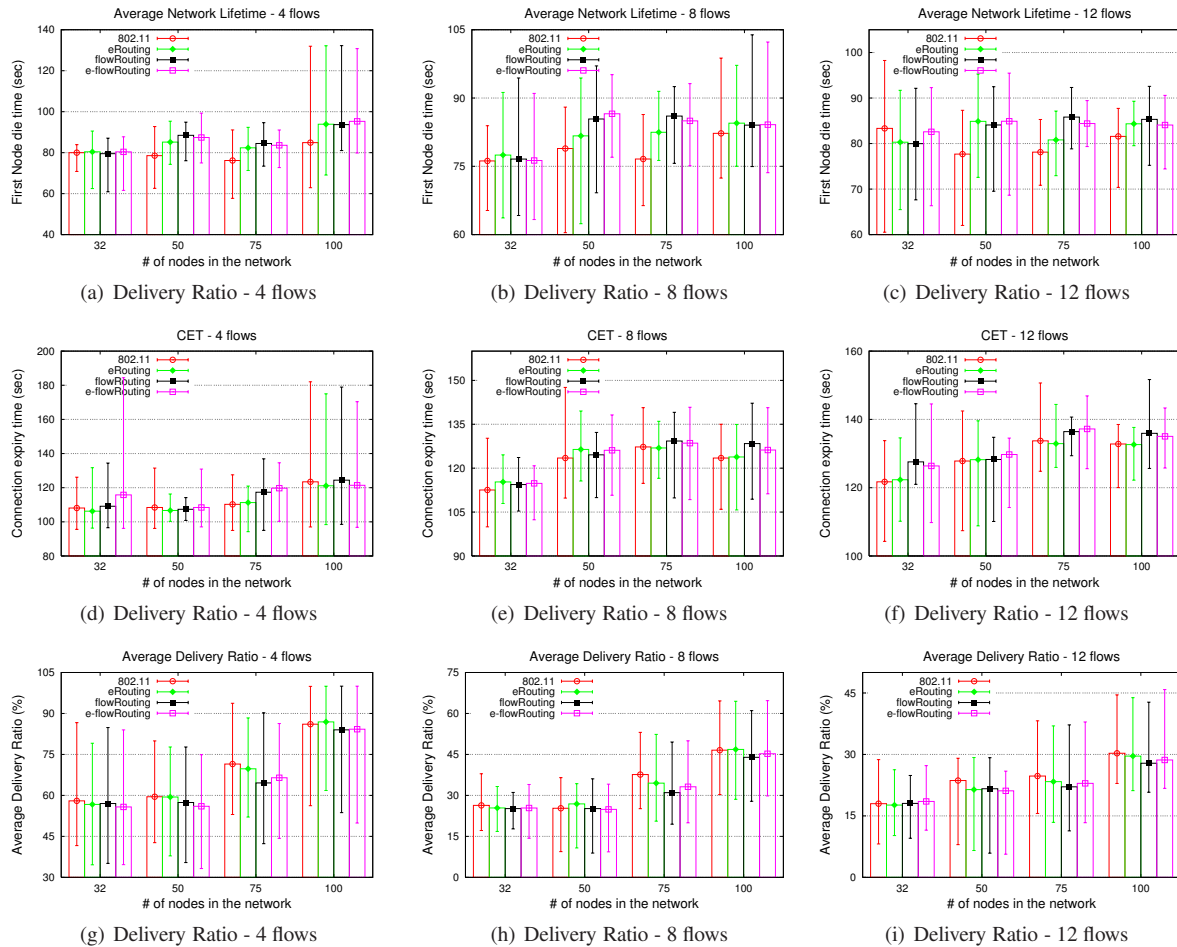 Average Network Lifetime - 4 flows
First Node die time (sec)
140
120
100
80
60
40
802.11
eRouting
flowRouting
e-flowRouting
32 50 75 100
# of nodes in the network
(a) Delivery Ratio - 4 flows
Average Network Lifetime - 8 flows
First Node die time (sec)
105
90
75
60
802.11
eRouting
flowRouting
e-flowRouting
32 50 75 100
# of nodes in the network
(b) Delivery Ratio - 8 flows
Average Network Lifetime - 12 flows
First Node die time (sec)
100
90
80
70
60
802.11
eRouting
flowRouting
e-flowRouting
32 50 75 100
# of nodes in the network
(c) Delivery Ratio - 12 flows
CET - 4 flows
Connection expiry time (sec)
200
180
160
140
120
100
80
802.11
eRouting
flowRouting
e-flowRouting
32 50 75 100
# of nodes in the network
(d) Delivery Ratio - 4 flows
CET - 8 flows
Connection expiry time (sec)
150
135
120
105
90
802.11
eRouting
flowRouting
e-flowRouting
32 50 75 100
# of nodes in the network
(e) Delivery Ratio - 8 flows
CET - 12 flows
Connection expiry time (sec)
160
140
120
100
802.11
eRouting
flowRouting
e-flowRouting
32 50 75 100
# of nodes in the network
(f) Delivery Ratio - 12 flows
Average Delivery Ratio - 4 flows
Average Delivery Ratio (%)
105
90
75
60
45
30
802.11
eRouting
flowRouting
e-flowRouting
32 50 75 100
# of nodes in the network
(g) Delivery Ratio - 4 flows
Average Delivery Ratio - 8 flows
Average Delivery Ratio (%)
75
60
45
30
15
0
802.11
eRouting
flowRouting
e-flowRouting
32 50 75 100
# of nodes in the network
(h) Delivery Ratio - 8 flows
Average Delivery Ratio - 12 flows
Average Delivery Ratio (%)
45
30
15
0
802.11
eRouting
flowRouting
e-flowRouting
32 50 75 100
# of nodes in the network
(i) Delivery Ratio - 12 flows